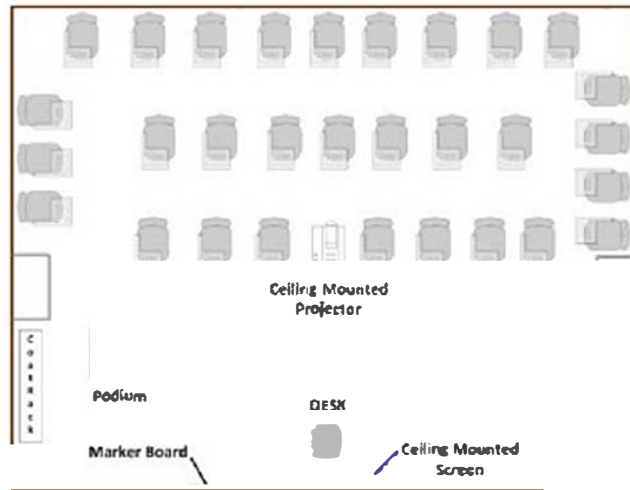 Ceiling Mounted
Projector
CoatRack
Podium
DESK
Marker Board
Ceiling Mounted
Screen